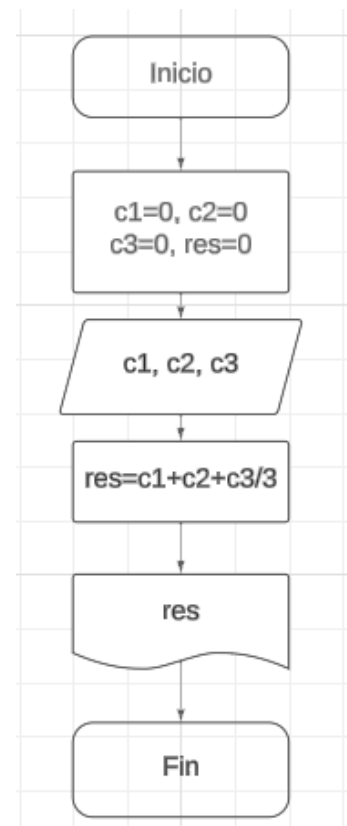 Inicio
c1=0, c2=0
c3=0, res=0
c1, c2, c3
res=c1+c2+c3/3
res
Fin